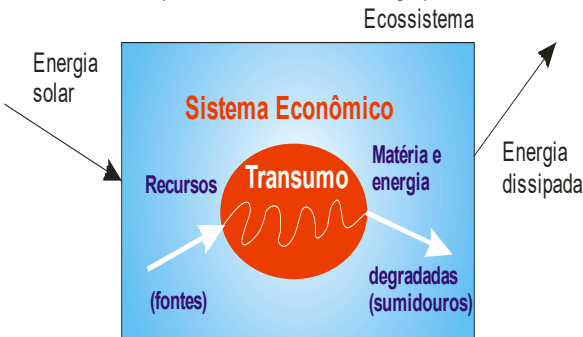 Ecossistema
Energia
solar
Sistema Econômico
Recursos
Transumo
Matéria e
energia
Energia
dissipada
(fontes)
degradadas
(sumidouros)